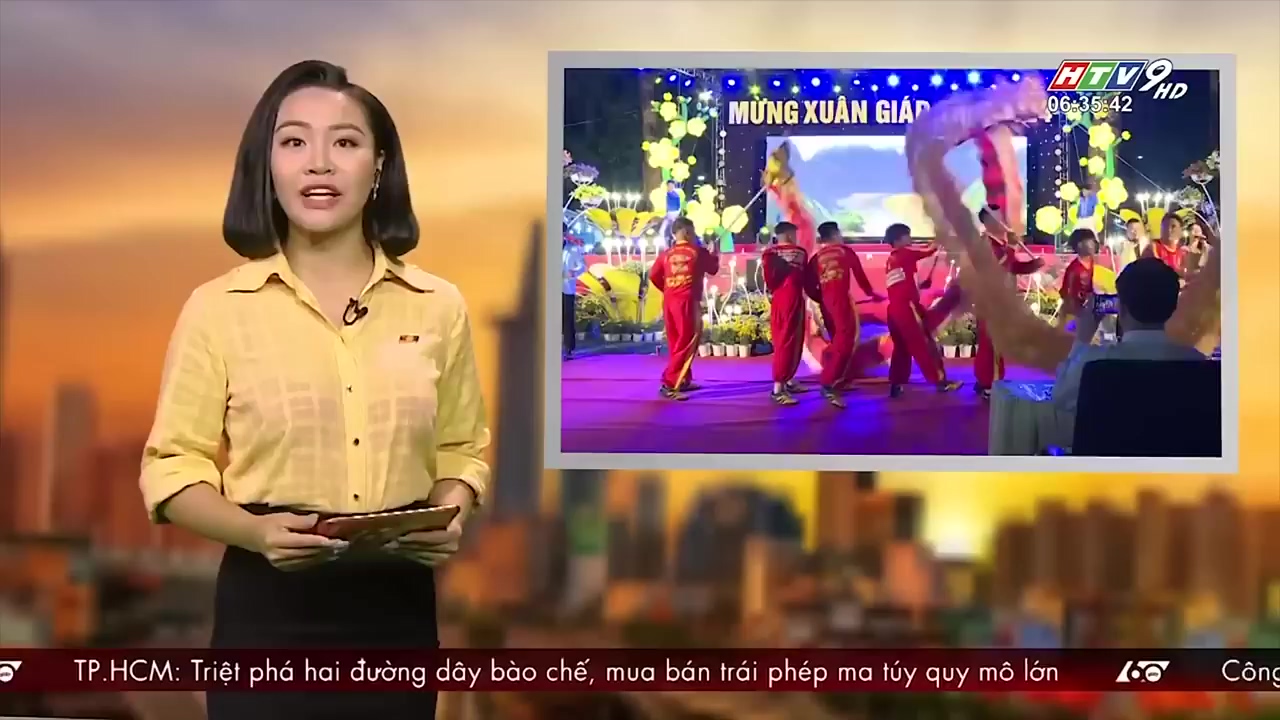 HTV9 HD
06:35:42
MỪNG XUÂN GIÁP
TP.HCM: Triệt phá hai đường dây bào chế, mua bán trái phép ma túy quy mô lớn
60
Công